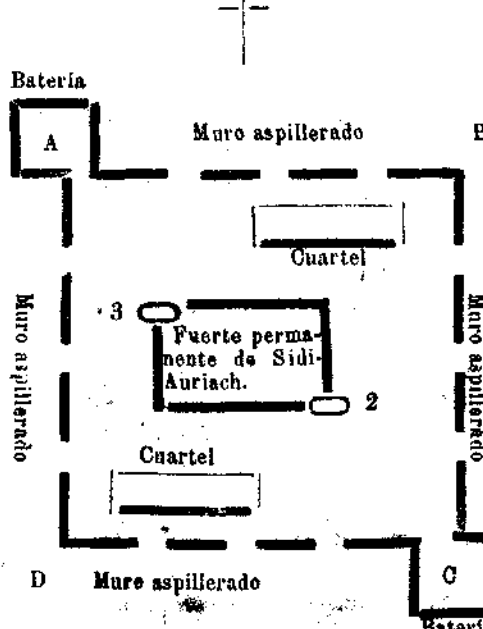 Batería
A
Muro aspillerado
B
Cuartel
3
Fuerte perma-
nente de Sidi-
Auriach.
2
Muro aspillerado
Muro aspillerado
Cuartel
D
Muro aspillerado
C
Batería